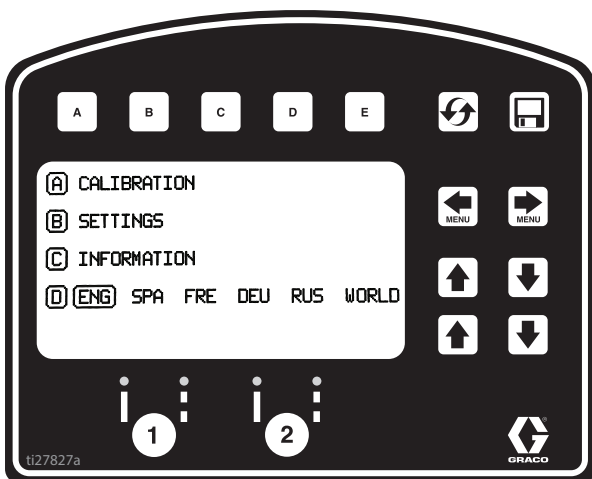 A B C D E
A CALIBRATION
MENU MENU
B SETTINGS
C INFORMATION
D ENG SPA FRE DEU RUS WORLD
1 2
GRACO
ti27827a